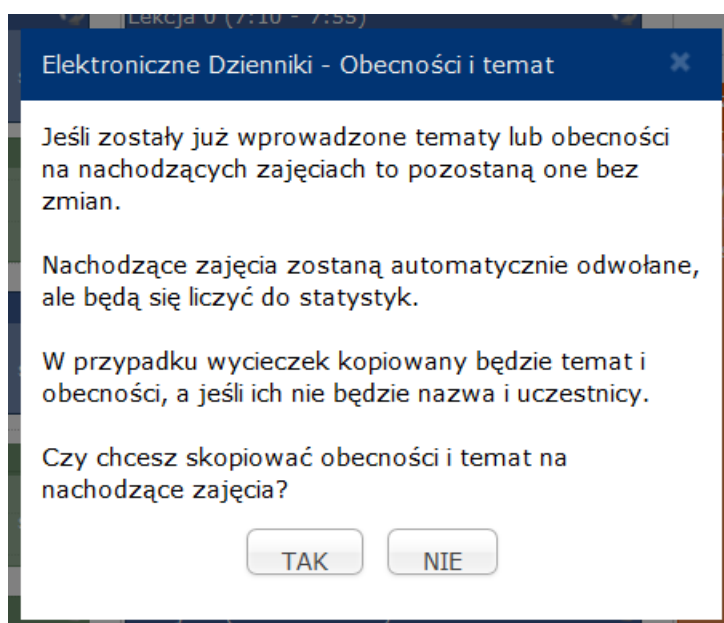 Lekcja 0 (7:10 - 7:55)
Elektroniczne Dzienniki - Obecności i temat
Jeśli zostały już wprowadzone tematy lub obecności
na nachodzących zajęciach to pozostaną one bez
zmian.
Nachodzące zajęcia zostaną automatycznie odwołane,
ale będą się liczyć do statystyk.
W przypadku wycieczek kopiowany będzie temat i
obecności, a jeśli ich nie będzie nazwa i uczestnicy.
Czy chcesz skopiować obecności i temat na
nachodzące zajęcia?
TAK NIE